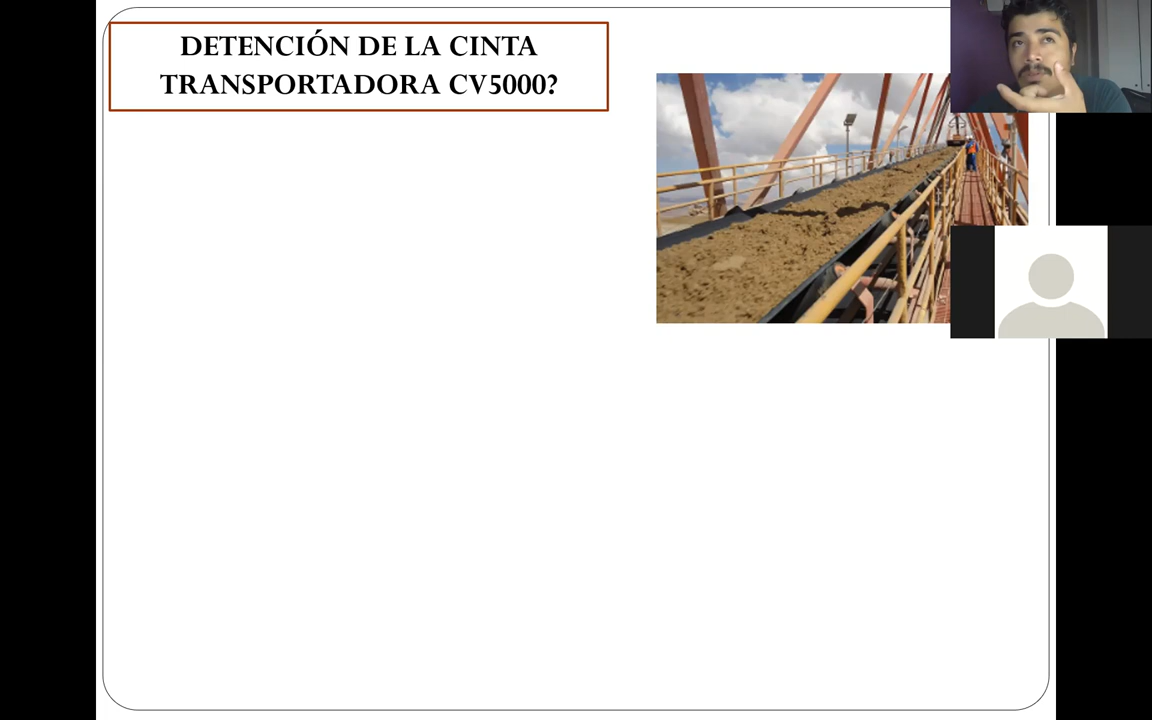 DETENCIÓN DE LA CINTA
TRANSPORTADORA CV5000?